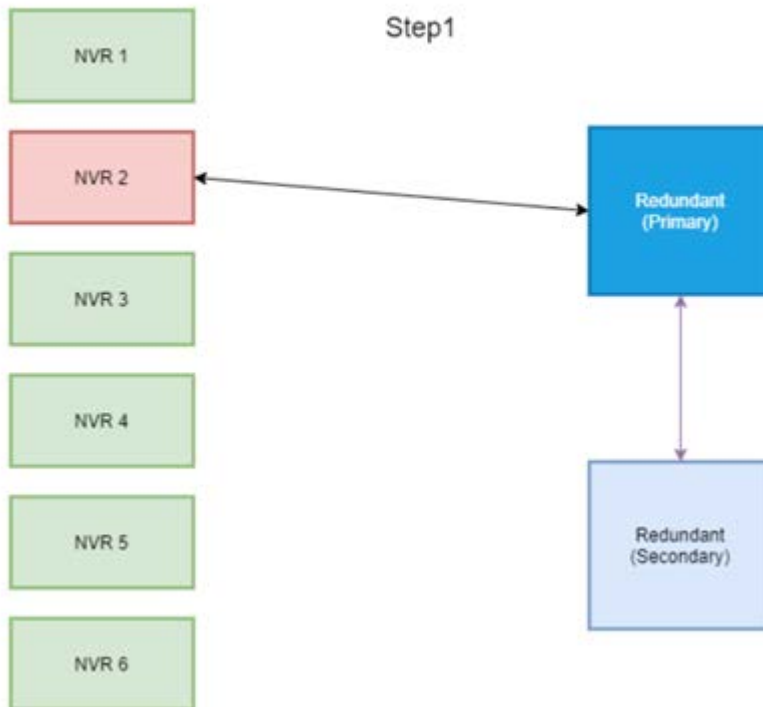 Step1
NVR 1
NVR 2
Redundant
(Primary)
NVR 3
NVR 4
NVR 5
Redundant
(Secondary)
NVR 6